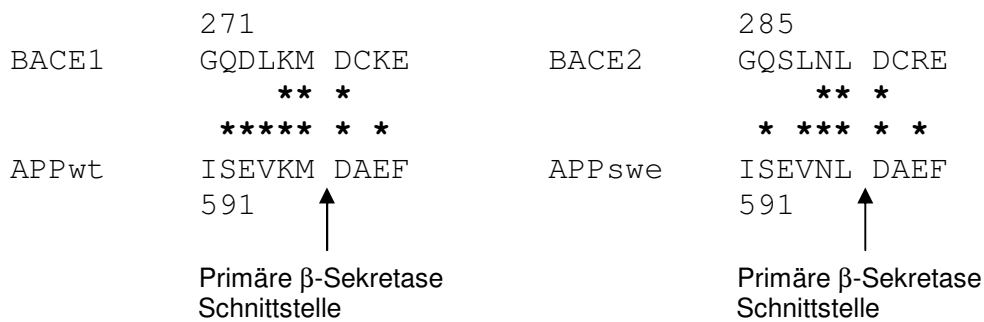 271 285
BACE1 GQDLKM DCKE BACE2 GQSLNL DCRE
** * ** *
***** * * * *** * *
APPwt ISEVKM DAEF APPswe ISEVNL DAEF
591 591
Primäre β-Sekretase Primäre β-Sekretase
Schnittstelle Schnittstelle